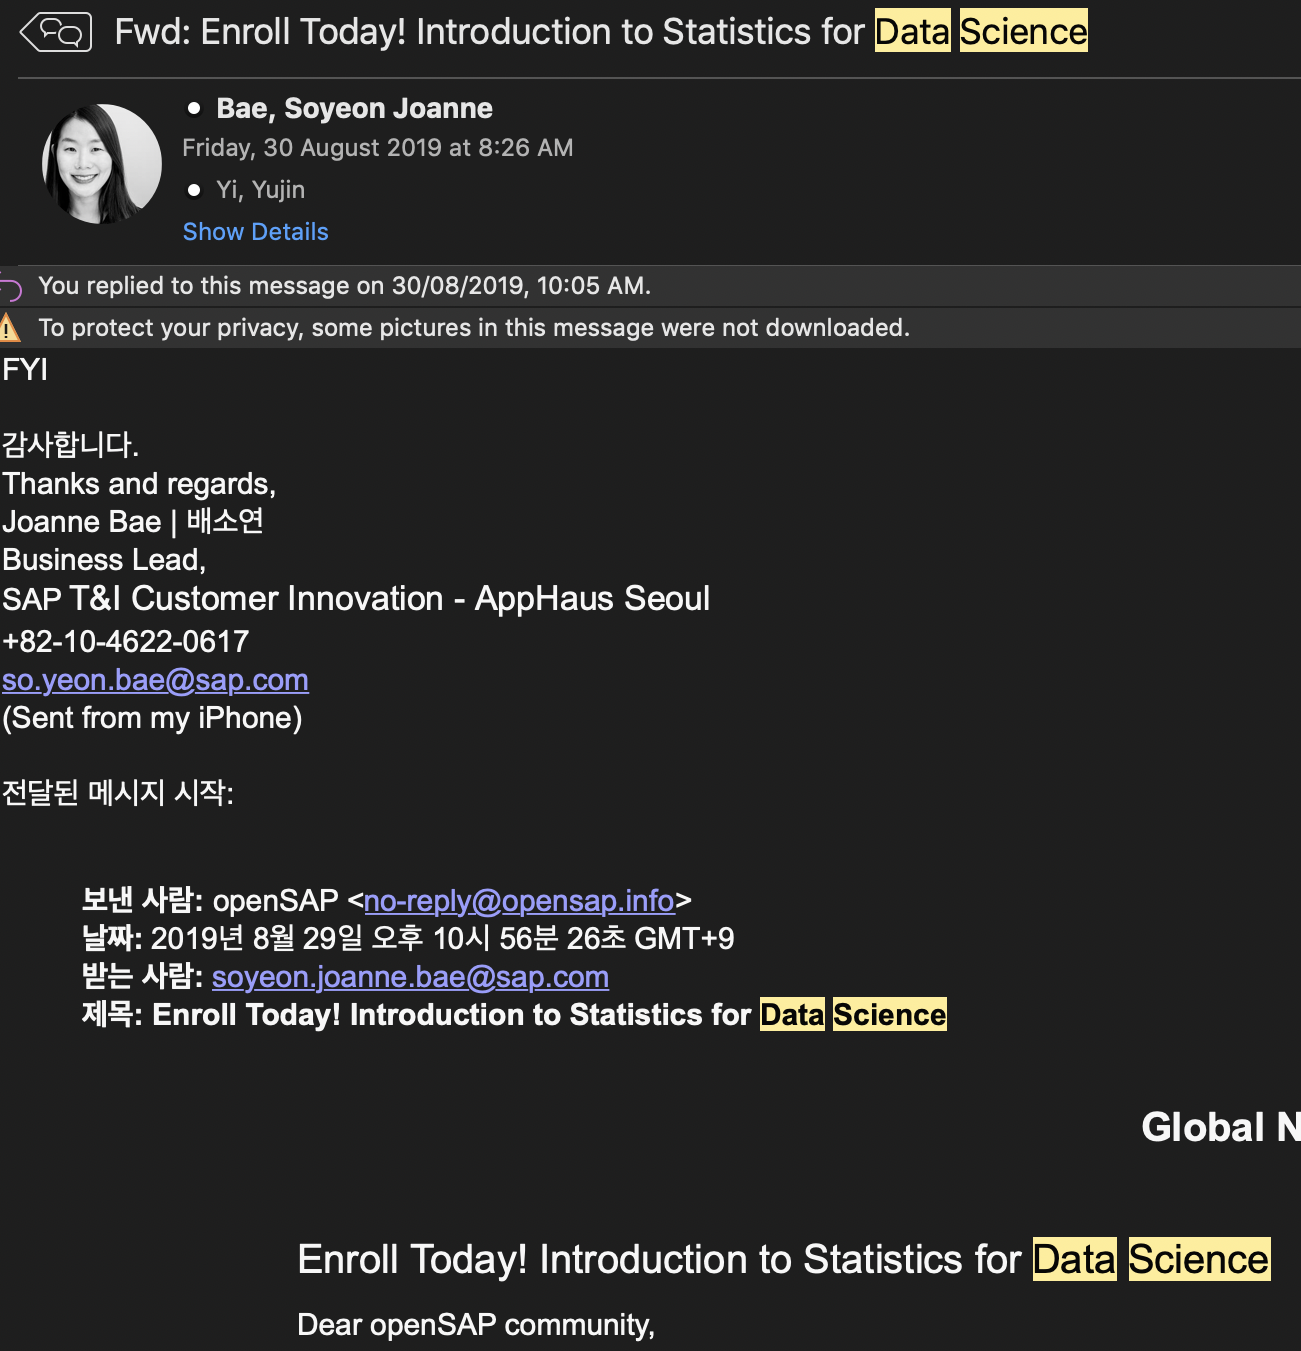 Fwd: Enroll Today! Introduction to Statistics for Data Science
Bae, Soyeon Joanne
Friday, 30 August 2019 at 8:26 AM
Yi, Yujin
Show Details
You replied to this message on 30/08/2019, 10:05 AM.
To protect your privacy, some pictures in this message were not downloaded.
FYI
감사합니다.
Thanks and regards,
Joanne Bae | 배소연
Business Lead,
SAP T&I Customer Innovation - AppHaus Seoul
+82-10-4622-0617
so.yeon.bae@sap.com
(Sent from my iPhone)
전달된 메시지 시작:
보낸 사람: openSAP <no-reply@opensap.info>
날짜: 2019년 8월 29일 오후 10시 56분 26초 GMT+9
받는 사람: soyeon.joanne.bae@sap.com
제목: Enroll Today! Introduction to Statistics for Data Science
Global N
Enroll Today! Introduction to Statistics for Data Science
Dear openSAP community,